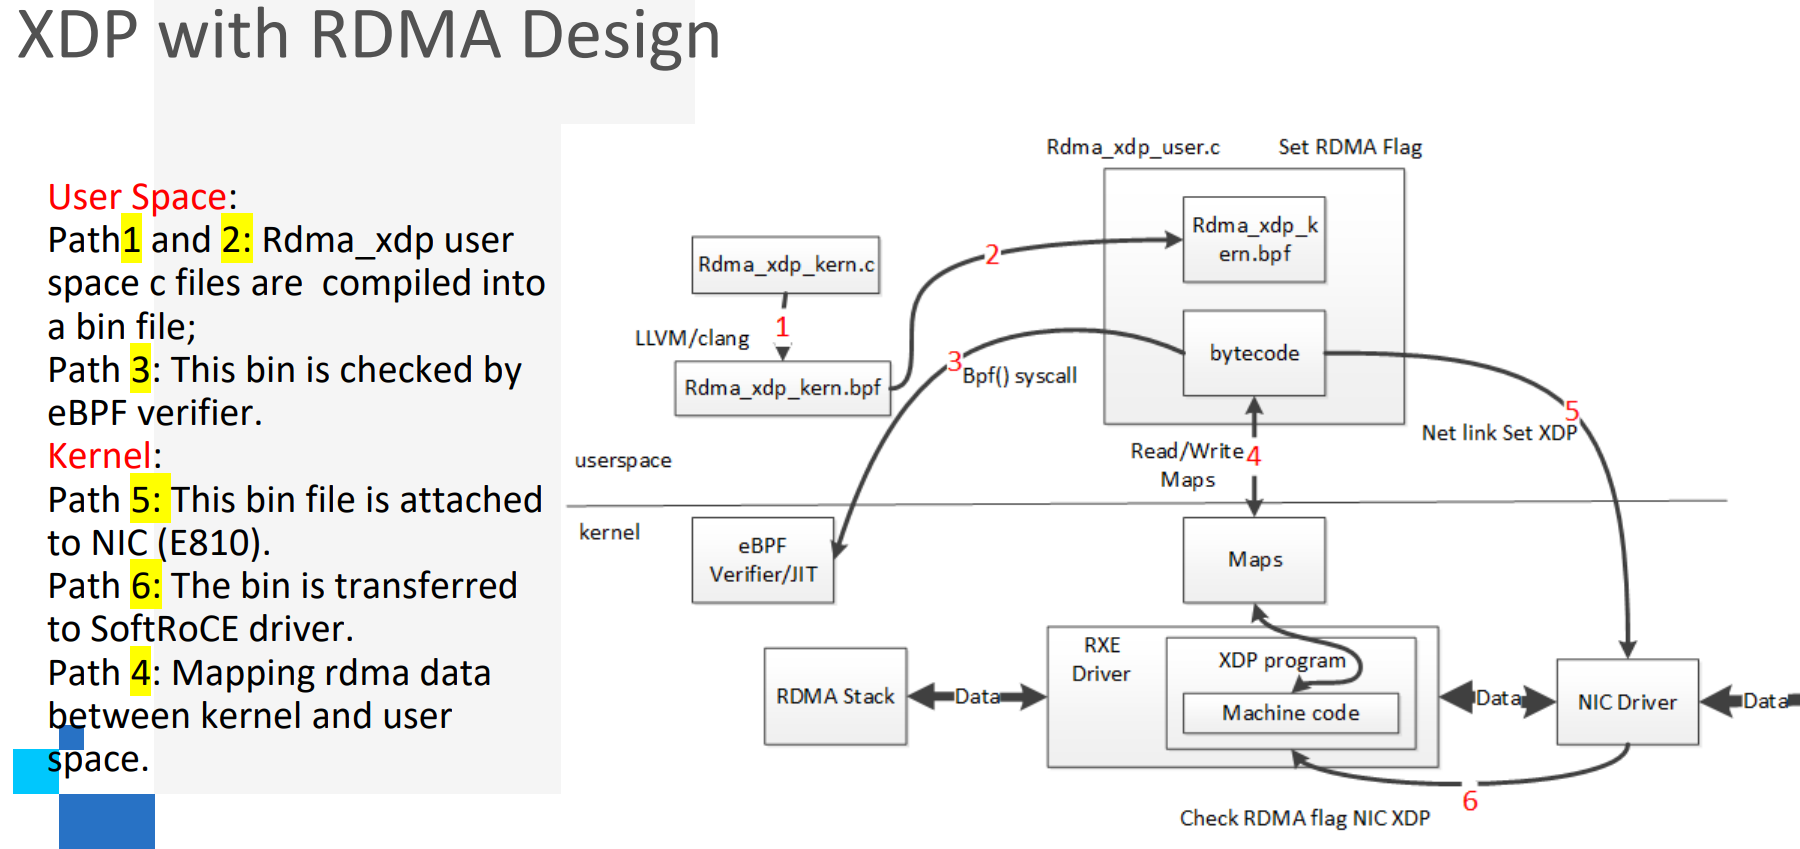 XDP with RDMA Design
User Space:
Path1 and 2: Rdma_xdp user
space c files are  compiled into
a bin file;
Path 3: This bin is checked by
eBPF verifier.
Kernel:
Path 5: This bin file is attached
to NIC (E810).
Path 6: The bin is transferred
to SoftRoCE driver.
Path 4: Mapping rdma data
between kernel and user
space.
Rdma_xdp_user.c
Set RDMA Flag
Rdma_xdp_k
ern.bpf
2
Rdma_xdp_kern.c
1
LLVM/clang
Rdma_xdp_kern.bpf
3
Bpf() syscall
bytecode
5
Net link Set XDP
Read/Write
4
Maps
userspace
kernel
eBPF
Verifier/JIT
Maps
RXE
Driver
XDP program
Machine code
RDMA Stack
Data
Data
NIC Driver
Data
6
Check RDMA flag NIC XDP